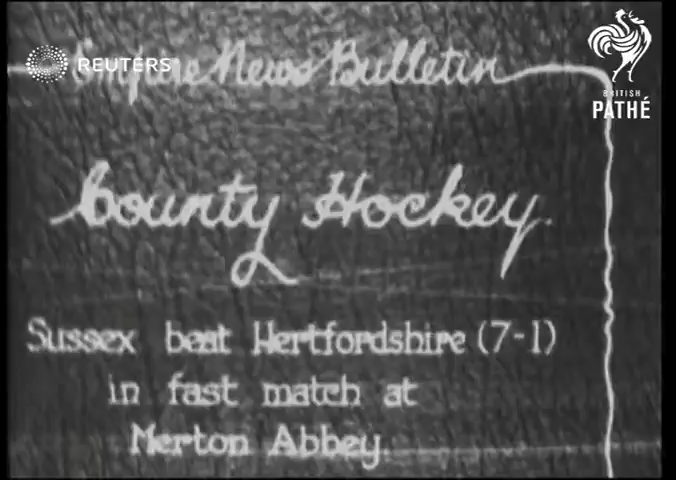 Empire News Bulletin
REUTERS
BRITISH
PATHÉ
County Hockey.
Sussex beat Hertfordshire (7-1)
in fast match at
Merton Abbey.